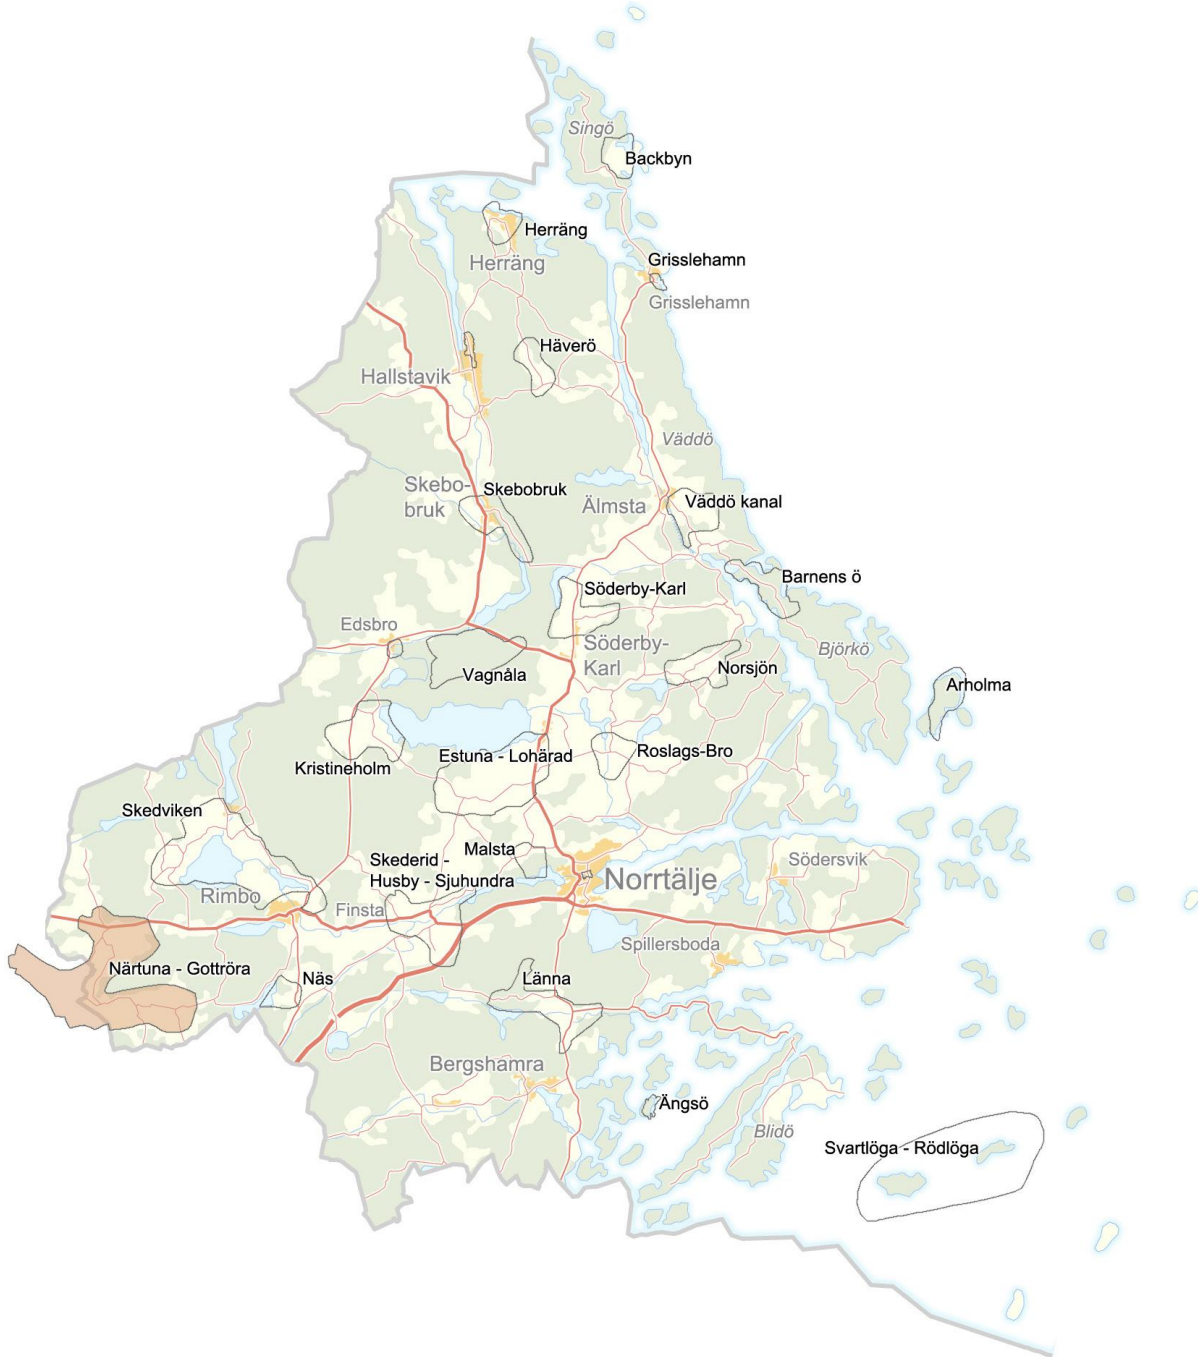 Singö
Backbyn
Herräng
Herräng
Grisslehamn
Grisslehamn
Häverö
Hallstavik
Väddö
Skebo-
bruk
Skebobruk
Älmsta
Väddö kanal
Barnens ö
Söderby-Karl
Edsbro
Söderby-
Karl
Björkö
Vagnåla
Norsjön
Arholma
Estuna - Lohärad
Roslags-Bro
Kristineholm
Skedviken
Malsta
Skederid -
Husby - Sjuhundra
Södersvik
Norrtälje
Rimbo
Finsta
Spillersboda
Närtuna - Gottröra
Näs
Länna
Bergshamra
Ängsö
Blidö
Svartlöga - Rödlöga